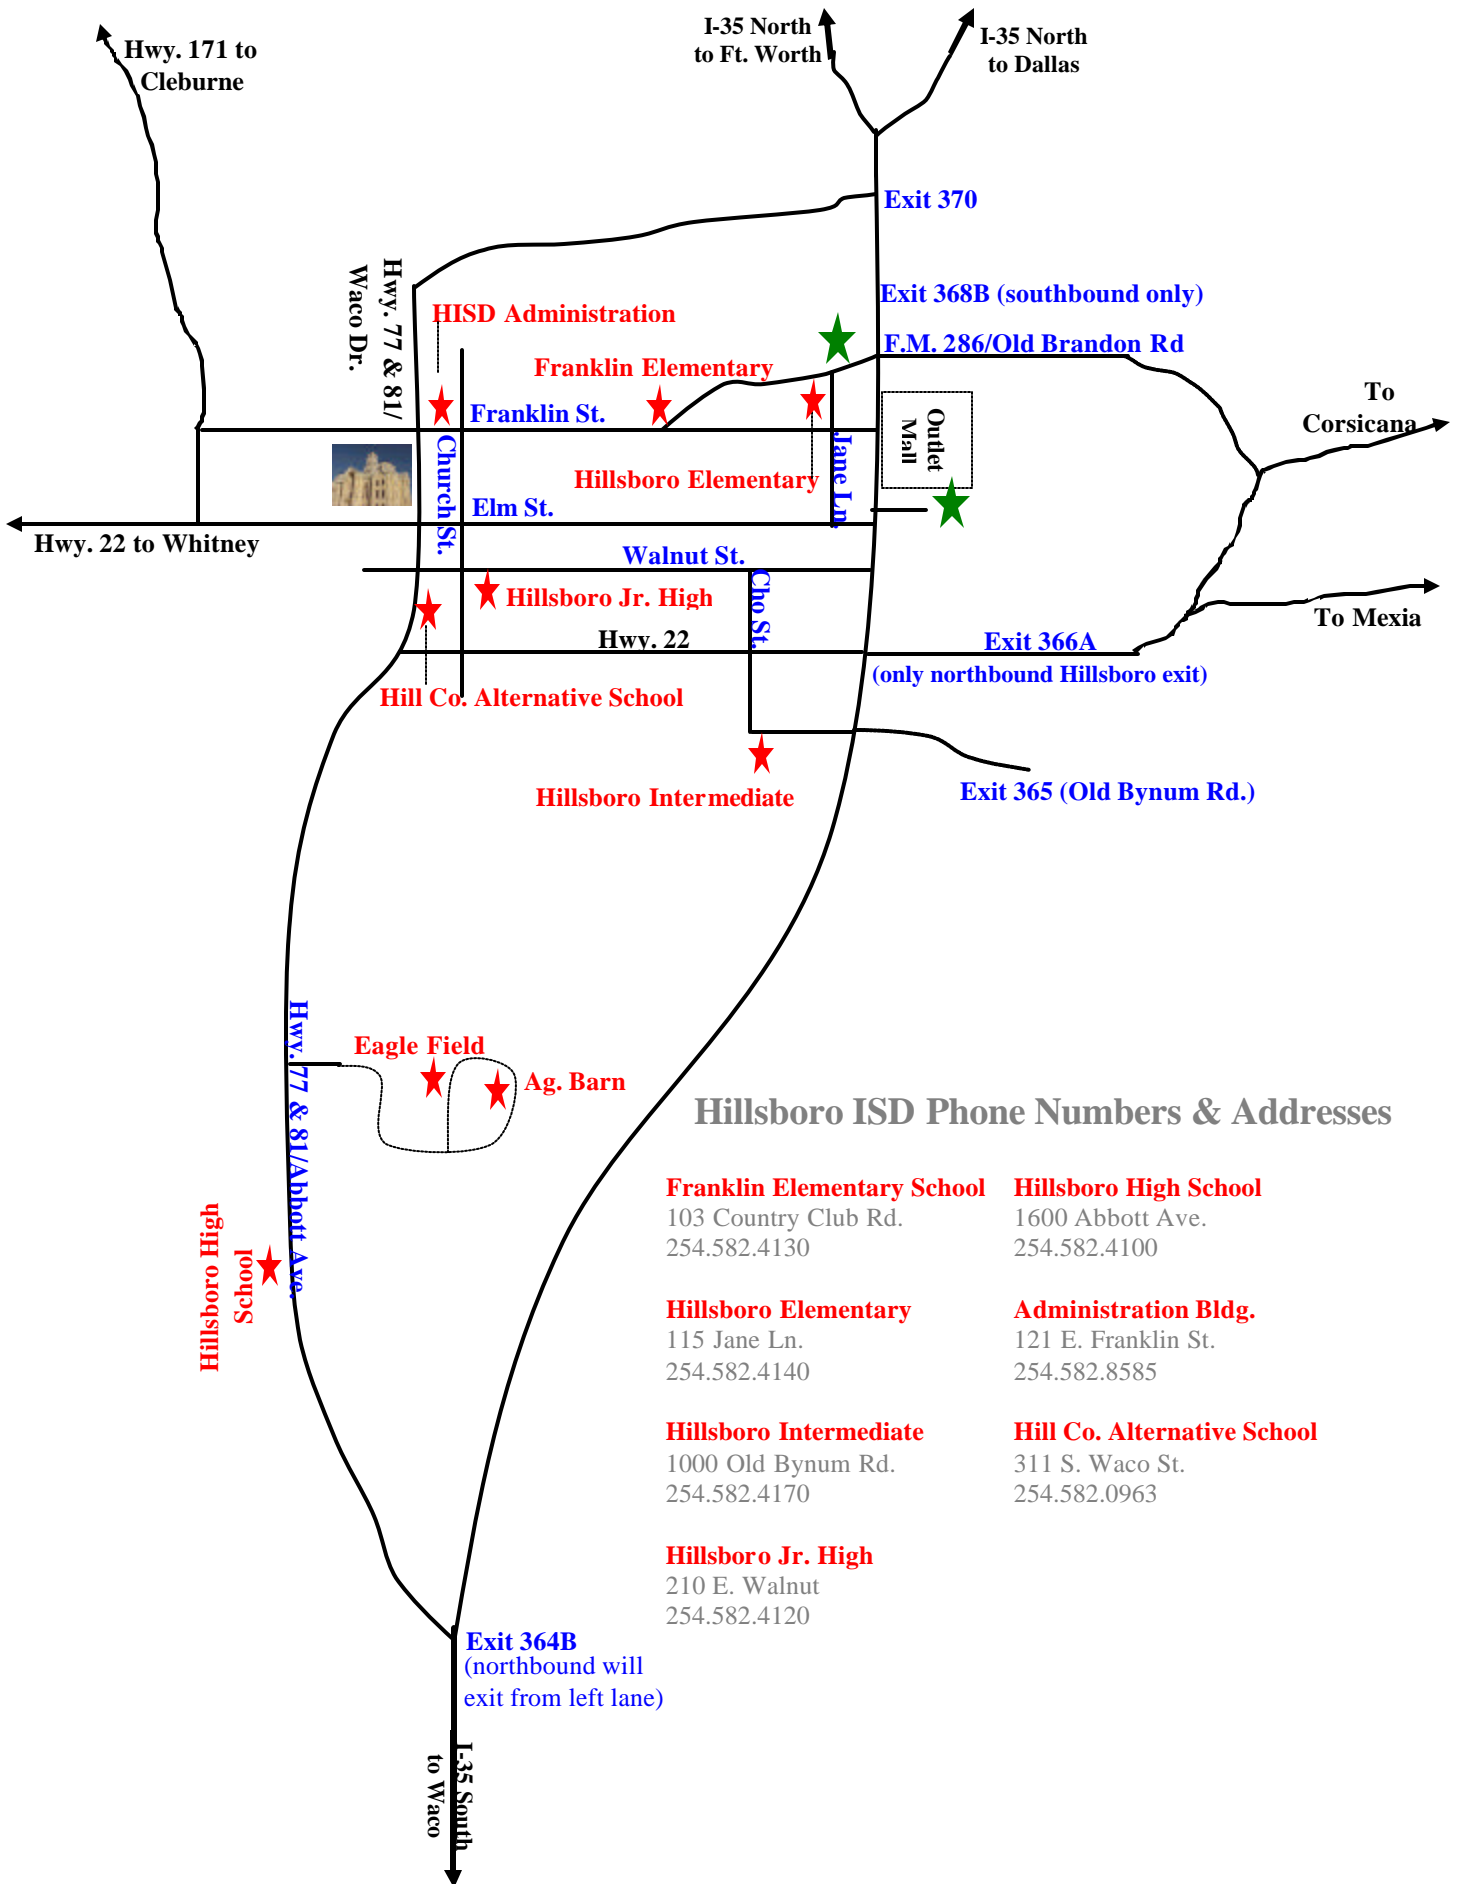 Hwy. 171 to
Cleburne
I-35 North
to Ft. Worth
I-35 North
to Dallas
Exit 370
Hwy. 77 & 81/
Waco Dr.
Exit 368B (southbound only)
HISD Administration
F.M. 286/Old Brandon Rd
Franklin Elementary
To
Corsicana
Franklin St.
Outlet
Mall
Church St.
Jane Ln.
Hillsboro Elementary
Elm St.
Hwy. 22 to Whitney
Walnut St.
Cho St.
Hillsboro Jr. High
To Mexia
Hwy. 22
Exit 366A
(only northbound Hillsboro exit)
Hill Co. Alternative School
Hillsboro Intermediate
Exit 365 (Old Bynum Rd.)
Hwy. 77 & 81/Abbott Ave.
Eagle Field
Ag. Barn
Hillsboro High
School
Hillsboro ISD Phone Numbers & Addresses
Franklin Elementary School
103 Country Club Rd.
254.582.4130
Hillsboro High School
1600 Abbott Ave.
254.582.4100
Hillsboro Elementary
115 Jane Ln.
254.582.4140
Administration Bldg.
121 E. Franklin St.
254.582.8585
Hillsboro Intermediate
1000 Old Bynum Rd.
254.582.4170
Hill Co. Alternative School
311 S. Waco St.
254.582.0963
Hillsboro Jr. High
210 E. Walnut
254.582.4120
Exit 364B
(northbound will
exit from left lane)
I-35 South
to Waco